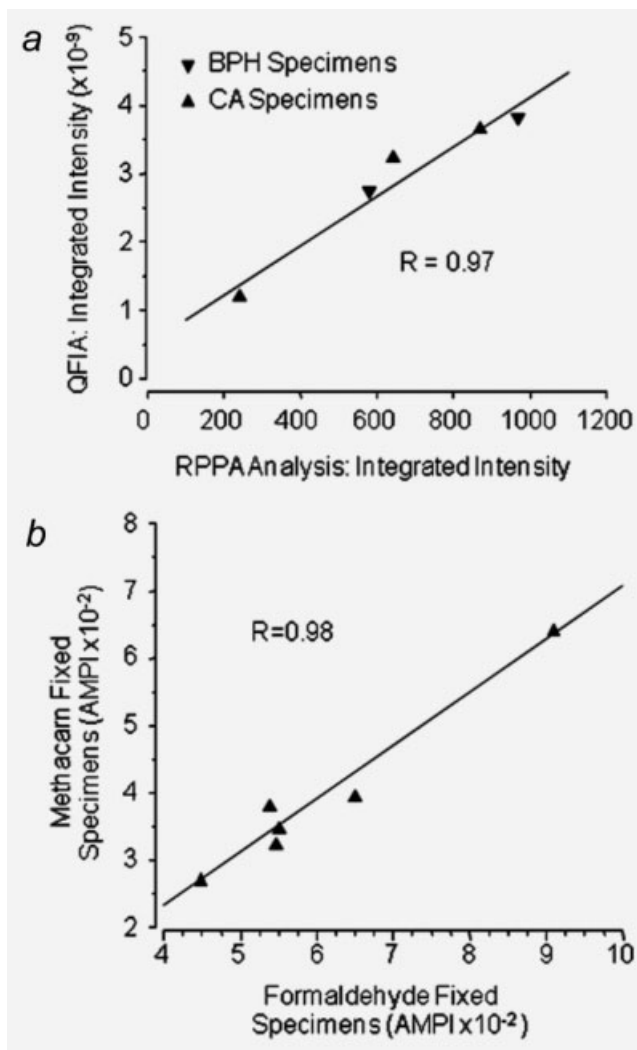 a
QFIA: Integrated Intensity (x10⁻⁹)
5
4
3
2
1
0
▼ BPH Specimens
▲ CA Specimens
R = 0.97
0 200 400 600 800 1000 1200
RPPA Analysis: Integrated Intensity
b
Methacarn Fixed
Specimens (AMPI x10⁻²)
8
7
6
5
4
3
2
R=0.98
4 5 6 7 8 9 10
Formaldehyde Fixed
Specimens (AMPI x10⁻²)